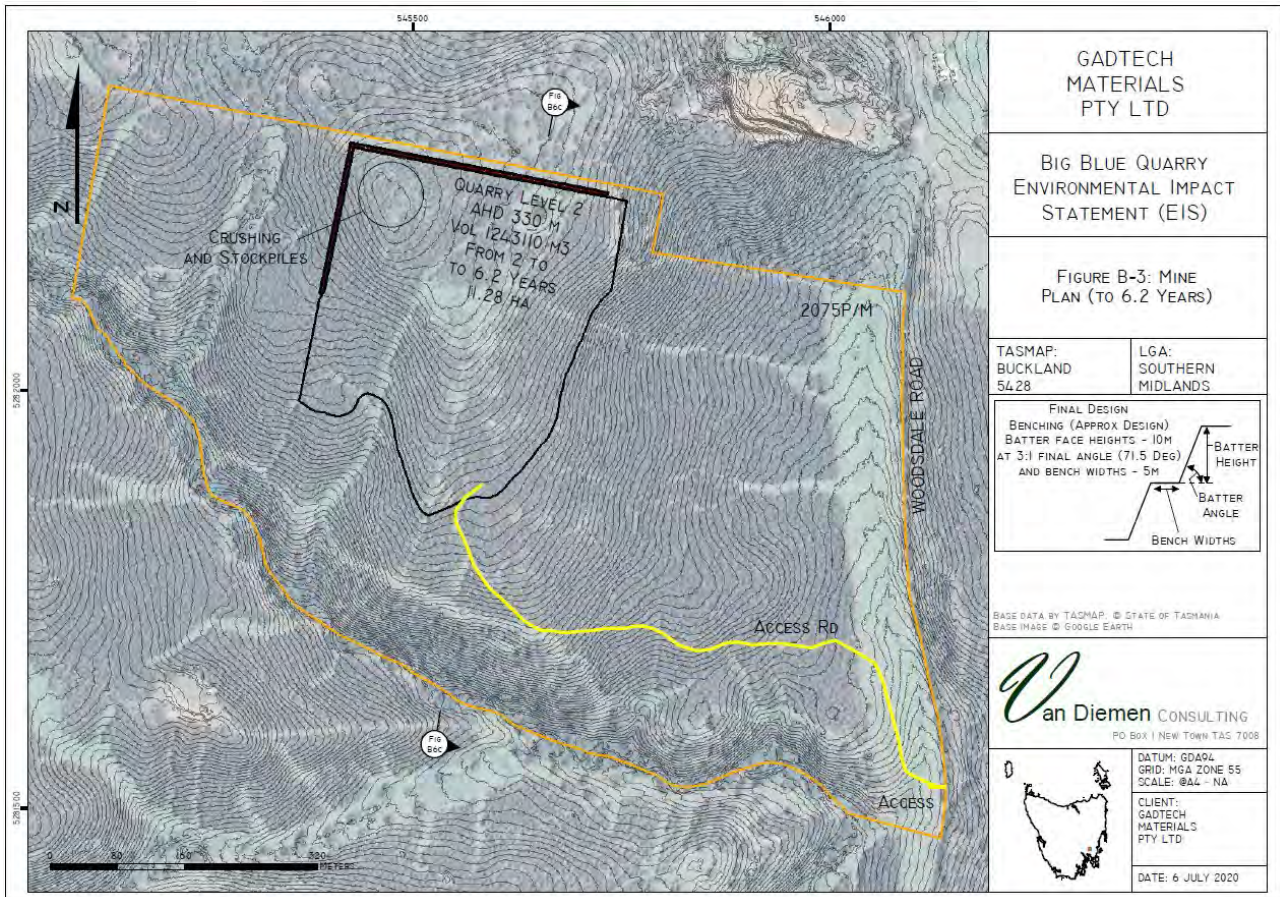 545500
546000
5282000
5281500
N
FIG
B6C
CRUSHING
AND STOCKPILES
QUARRY LEVEL 2
AHD 330 M
VOL 1243110 M3
FROM 2 TO
TO 6.2 YEARS
11.28 HA
2075P/M
WOODSDALE ROAD
ACCESS RD
ACCESS
FIG
B6C
0 80 160 320
METERS
GADTECH
MATERIALS
PTY LTD
BIG BLUE QUARRY
ENVIRONMENTAL IMPACT
STATEMENT (EIS)
FIGURE B-3: MINE
PLAN (TO 6.2 YEARS)
TASMAP:
BUCKLAND
5428
LGA:
SOUTHERN
MIDLANDS
FINAL DESIGN
BENCHING (APPROX DESIGN)
BATTER FACE HEIGHTS - 10M
AT 3:1 FINAL ANGLE (71.5 DEG)
AND BENCH WIDTHS - 5M
BATTER
HEIGHT
BATTER
ANGLE
BENCH WIDTHS
BASE DATA BY TASMAP, © STATE OF TASMANIA
BASE IMAGE © GOOGLE EARTH
Van Diemen CONSULTING
PO BOX 1 NEW TOWN TAS 7008
DATUM: GDA94
GRID: MGA ZONE 55
SCALE: @A4 - NA
CLIENT:
GADTECH
MATERIALS
PTY LTD
DATE: 6 JULY 2020